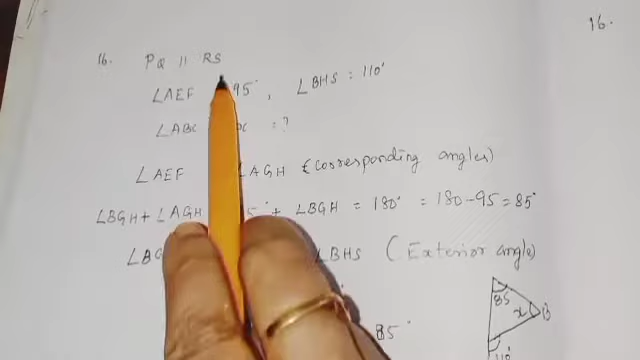 16.
16. PQ || RS
∠AEF 95°, ∠BHS = 110°
∠ABC = ?
∠AEF ∠AGH (corresponding angles)
∠BGH + ∠AGH 5° + ∠BGH = 180° = 180 - 95 = 85°
∠BHS (Exterior angle)
85
x B
85°
110°